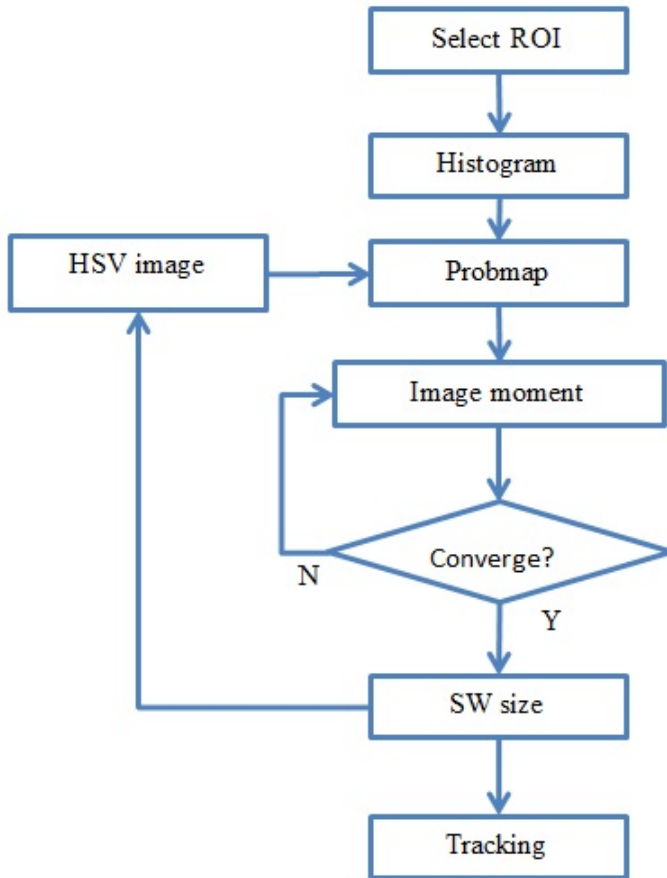 Select ROI
Histogram
HSV image
Probmap
Image moment
Converge?
N
Y
SW size
Tracking